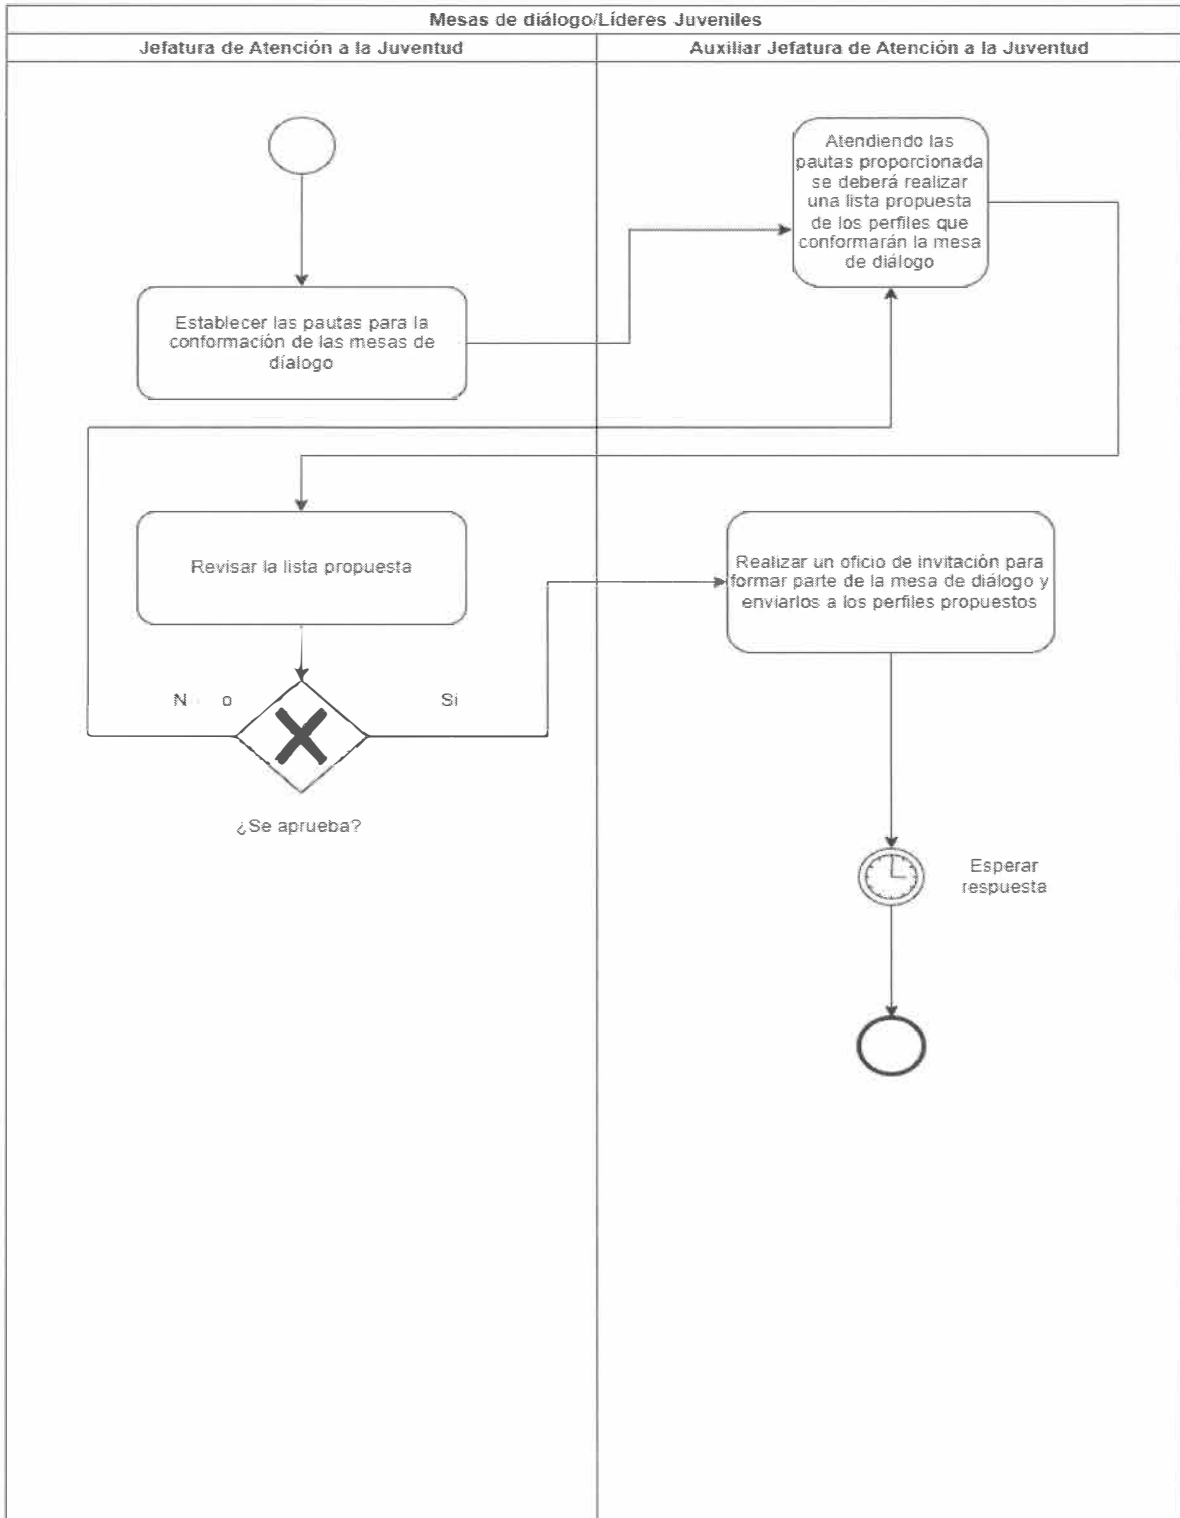 Mesas de diálogo/Líderes Juveniles
Jefatura de Atención a la Juventud
Auxiliar Jefatura de Atención a la Juventud
Atendiendo las
pautas proporcionada
se deberá realizar
una lista propuesta
de los perfiles que
conformarán la mesa
de diálogo
Establecer las pautas para la
conformación de las mesas de
díalogo
Revisar la lista propuesta
Realizar un oficio de invitación para
formar parte de la mesa de diálogo y
enviarlos a los perfiles propuestos
N o
Si
¿Se aprueba?
Esperar
respuesta